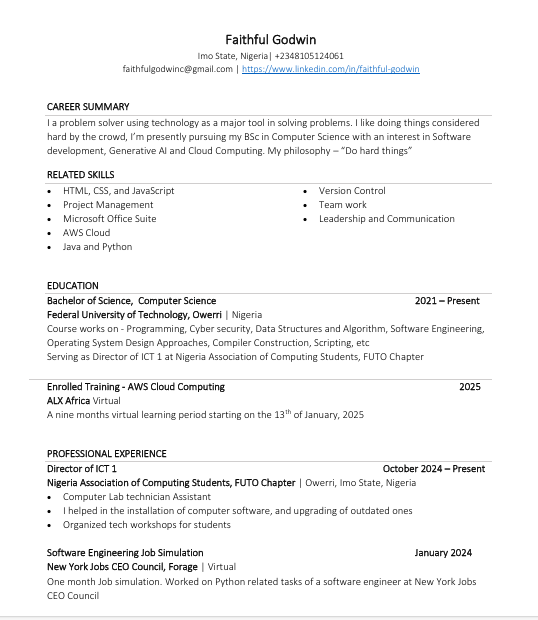 Faithful Godwin
Imo State, Nigeria| +2348105124061
faithfulgodwinc@gmail.com | https://www.linkedin.com/in/faithful-godwin
CAREER SUMMARY
I a problem solver using technology as a major tool in solving problems. I like doing things considered
hard by the crowd, I'm presently pursuing my BSc in Computer Science with an interest in Software
development, Generative AI and Cloud Computing. My philosophy – "Do hard things"
RELATED SKILLS
• HTML, CSS, and JavaScript
• Project Management
• Microsoft Office Suite
• AWS Cloud
• Java and Python
• Version Control
• Team work
• Leadership and Communication
EDUCATION
Bachelor of Science, Computer Science 2021 – Present
Federal University of Technology, Owerri | Nigeria
Course works on - Programming, Cyber security, Data Structures and Algorithm, Software Engineering,
Operating System Design Approaches, Compiler Construction, Scripting, etc
Serving as Director of ICT 1 at Nigeria Association of Computing Students, FUTO Chapter
Enrolled Training - AWS Cloud Computing 2025
ALX Africa Virtual
A nine months virtual learning period starting on the 13th of January, 2025
PROFESSIONAL EXPERIENCE
Director of ICT 1 October 2024 – Present
Nigeria Association of Computing Students, FUTO Chapter | Owerri, Imo State, Nigeria
• Computer Lab technician Assistant
• I helped in the installation of computer software, and upgrading of outdated ones
• Organized tech workshops for students
Software Engineering Job Simulation January 2024
New York Jobs CEO Council, Forage | Virtual
One month Job simulation. Worked on Python related tasks of a software engineer at New York Jobs
CEO Council